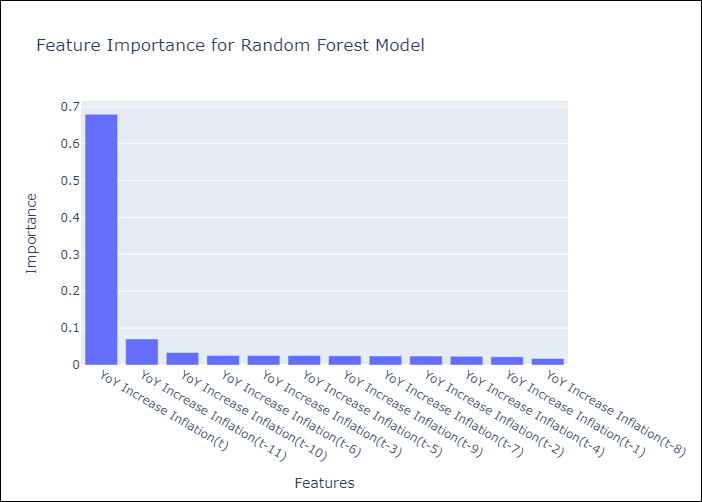 Feature Importance for Random Forest Model
Importance
0.7
0.6
0.5
0.4
0.3
0.2
0.1
0
YoY Increase Inflation(t)
YoY Increase Inflation(t-11)
YoY Increase Inflation(t-10)
YoY Increase Inflation(t-6)
YoY Increase Inflation(t-3)
YoY Increase Inflation(t-5)
YoY Increase Inflation(t-9)
YoY Increase Inflation(t-7)
YoY Increase Inflation(t-2)
YoY Increase Inflation(t-4)
YoY Increase Inflation(t-1)
YoY Increase Inflation(t-8)
Features